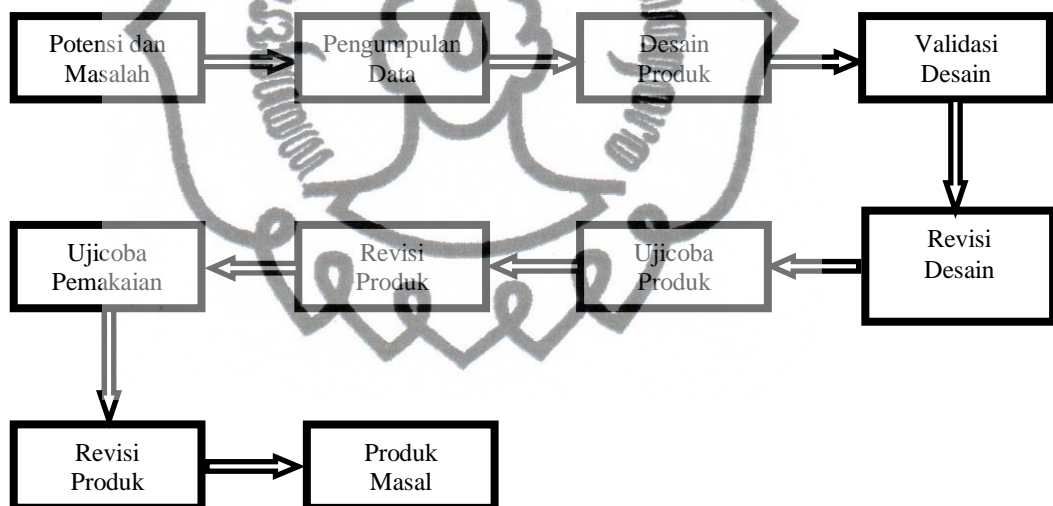 Potensi dan
Masalah
Pengumpulan
Data
Desain
Produk
Validasi
Desain
Revisi
Desain
Ujicoba
Produk
Revisi
Produk
Ujicoba
Pemakaian
Revisi
Produk
Produk
Masal